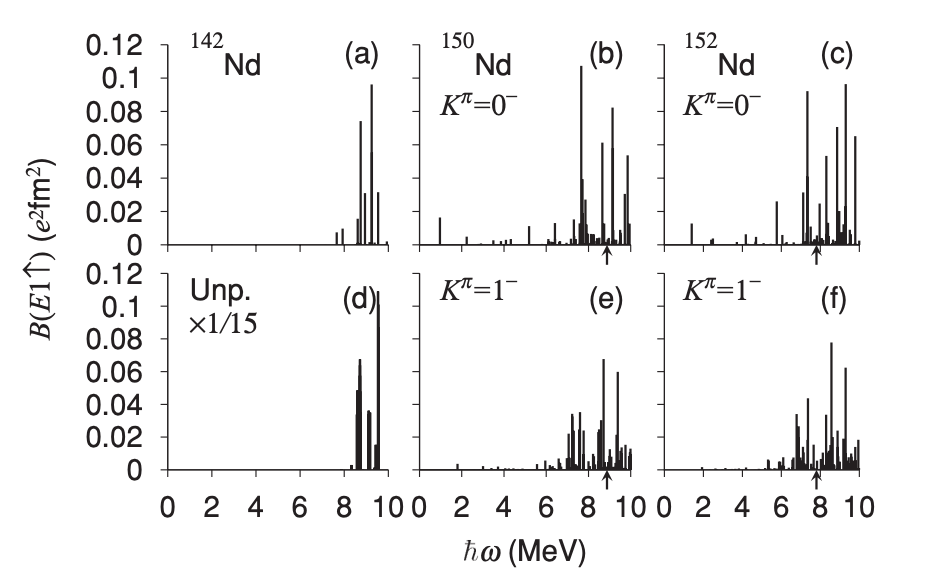 0.12 ¹⁴²Nd (a) ¹⁵⁰Nd (b) ¹⁵²Nd (c)
0.1 Kπ=0⁻ Kπ=0⁻
0.08
0.06
0.04
0.02
0
B(E1↑) (e²fm²)
0.12 Unp. (d) Kπ=1⁻ (e) Kπ=1⁻ (f)
0.1 ×1/15
0.08
0.06
0.04
0.02
0
0 2 4 6 8 10 0 2 4 6 8 10 0 2 4 6 8 10
ħω (MeV)